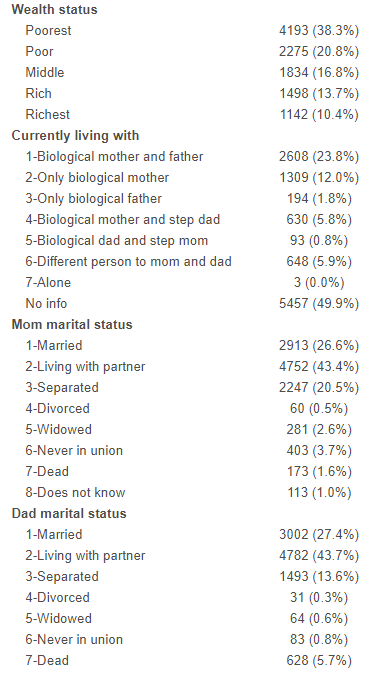 Wealth status
Poorest 4193 (38.3%)
Poor 2275 (20.8%)
Middle 1834 (16.8%)
Rich 1498 (13.7%)
Richest 1142 (10.4%)
Currently living with
1-Biological mother and father 2608 (23.8%)
2-Only biological mother 1309 (12.0%)
3-Only biological father 194 (1.8%)
4-Biological mother and step dad 630 (5.8%)
5-Biological dad and step mom 93 (0.8%)
6-Different person to mom and dad 648 (5.9%)
7-Alone 3 (0.0%)
No info 5457 (49.9%)
Mom marital status
1-Married 2913 (26.6%)
2-Living with partner 4752 (43.4%)
3-Separated 2247 (20.5%)
4-Divorced 60 (0.5%)
5-Widowed 281 (2.6%)
6-Never in union 403 (3.7%)
7-Dead 173 (1.6%)
8-Does not know 113 (1.0%)
Dad marital status
1-Married 3002 (27.4%)
2-Living with partner 4782 (43.7%)
3-Separated 1493 (13.6%)
4-Divorced 31 (0.3%)
5-Widowed 64 (0.6%)
6-Never in union 83 (0.8%)
7-Dead 628 (5.7%)